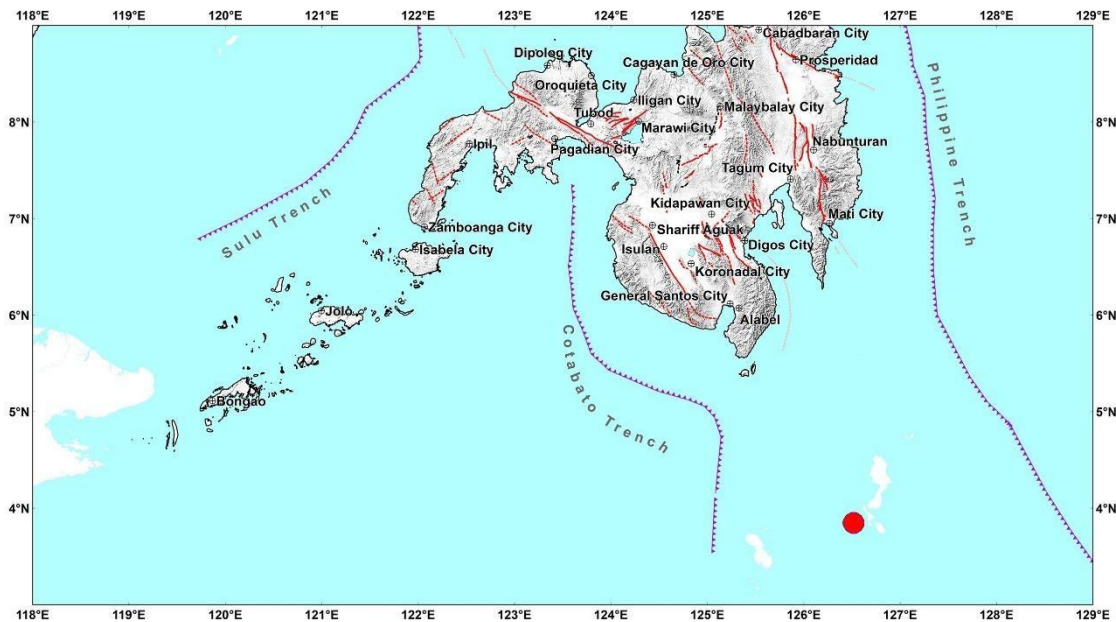 118°E 119°E 120°E 121°E 122°E 123°E 124°E 125°E 126°E 127°E 128°E 129°E
Cabadbaran City
Dipolog City
Cagayan de Oro City
Prosperidad
Oroquieta City
Iligan City
Malaybalay City
Tubod
8°N
8°N
Marawi City
Ipil
Pagadian City
Nabunturan
Tagum City
Philippine Trench
Sulu Trench
Kidapawan City
7°N
7°N
Mati City
Zamboanga City
Shariff Aguak
Isabela City
Isulan
Digos City
Koronadal City
General Santos City
Jolo
6°N
6°N
Alabel
Cotabato Trench
Bongao
5°N
5°N
4°N
4°N
118°E 119°E 120°E 121°E 122°E 123°E 124°E 125°E 126°E 127°E 128°E 129°E